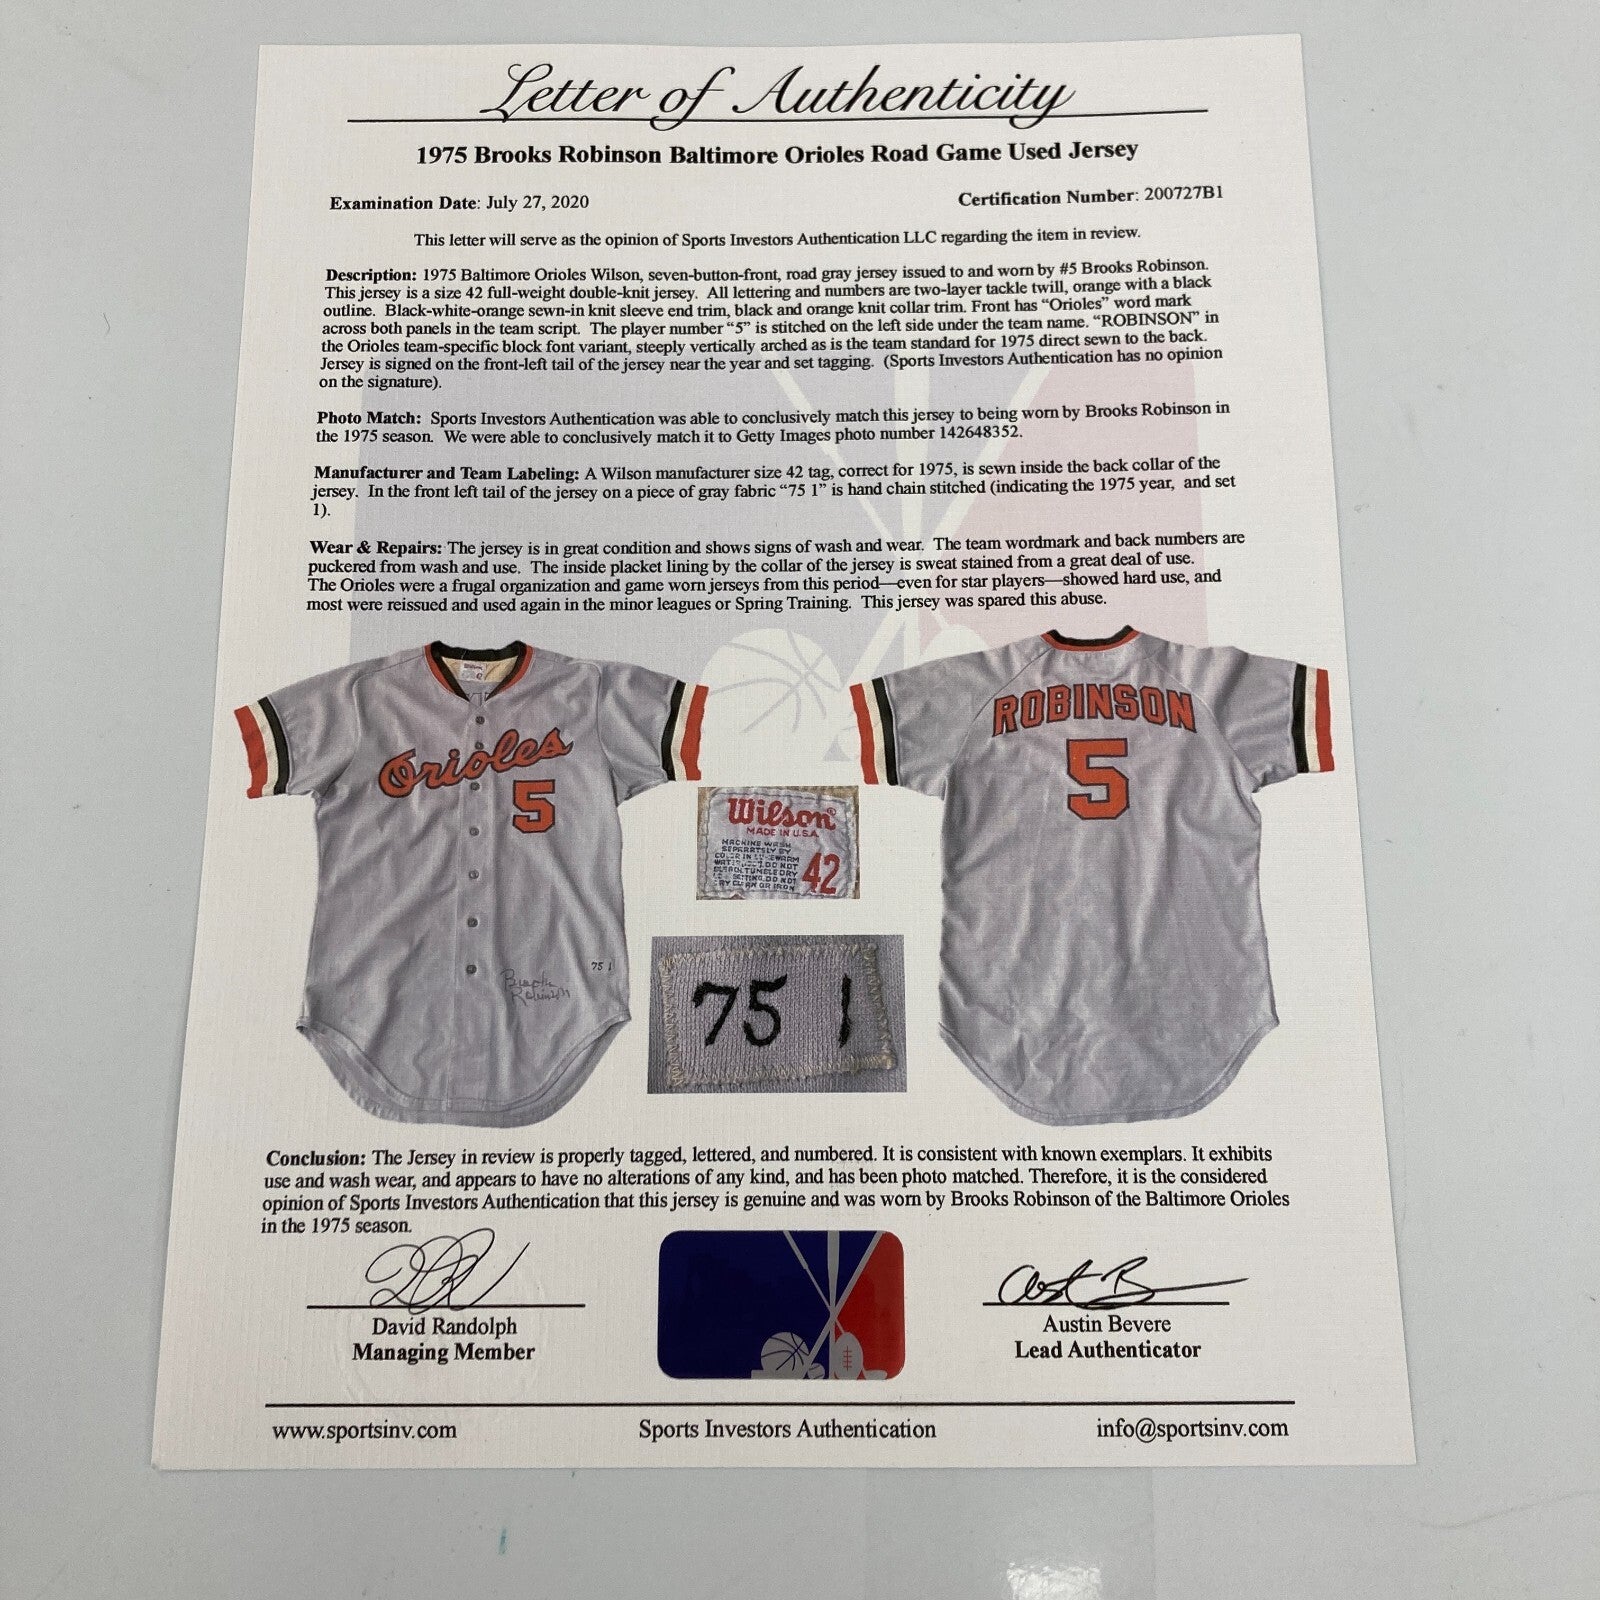 Letter of Authenticity
1975 Brooks Robinson Baltimore Orioles Road Game Used Jersey
Examination Date: July 27, 2020
Certification Number: 200727B1
This letter will serve as the opinion of Sports Investors Authentication LLC regarding the item in review.
Description: 1975 Baltimore Orioles Wilson, seven-button-front, road gray jersey issued to and worn by #5 Brooks Robinson.
This jersey is a size 42 full-weight double-knit jersey. All lettering and numbers are two-layer tackle twill, orange with a black
outline. Black-white-orange sewn-in knit sleeve end trim, black and orange knit collar trim. Front has “Orioles” word mark
across both panels in the team script. The player number “5” is stitched on the left side under the team name. “ROBINSON” in
the Orioles team-specific block font variant, steeply vertically arched as is the team standard for 1975 direct sewn to the back.
Jersey is signed on the front-left tail of the jersey near the year and set tagging. (Sports Investors Authentication has no opinion
on the signature).
Photo Match: Sports Investors Authentication was able to conclusively match this jersey to being worn by Brooks Robinson in
the 1975 season. We were able to conclusively match it to Getty Images photo number 142648352.
Manufacturer and Team Labeling: A Wilson manufacturer size 42 tag, correct for 1975, is sewn inside the back collar of the
jersey. In the front left tail of the jersey on a piece of gray fabric “75 1” is hand chain stitched (indicating the 1975 year, and set
1).
Wear & Repairs: The jersey is in great condition and shows signs of wash and wear. The team wordmark and back numbers are
puckered from wash and use. The inside placket lining by the collar of the jersey is sweat stained from a great deal of use.
The Orioles were a frugal organization and game worn jerseys from this period—even for star players—showed hard use, and
most were reissued and used again in the minor leagues or Spring Training. This jersey was spared this abuse.
Wilson
42
Orioles
5
75 1
Brooks
Robinson
ROBINSON
5
Wilson®
MADE IN U.S.A.
MACHINE WASH
SEPARATELY BY
COLOR IN LUKEWARM
DO NOT
TUMBLE DRY
SETTING. DO NOT
DRY CLEAN OR IRON
42
75 1
Conclusion: The Jersey in review is properly tagged, lettered, and numbered. It is consistent with known exemplars. It exhibits
use and wash wear, and appears to have no alterations of any kind, and has been photo matched. Therefore, it is the considered
opinion of Sports Investors Authentication that this jersey is genuine and was worn by Brooks Robinson of the Baltimore Orioles
in the 1975 season.
David Randolph
Managing Member
Austin Bevere
Lead Authenticator
www.sportsinv.com
Sports Investors Authentication
info@sportsinv.com